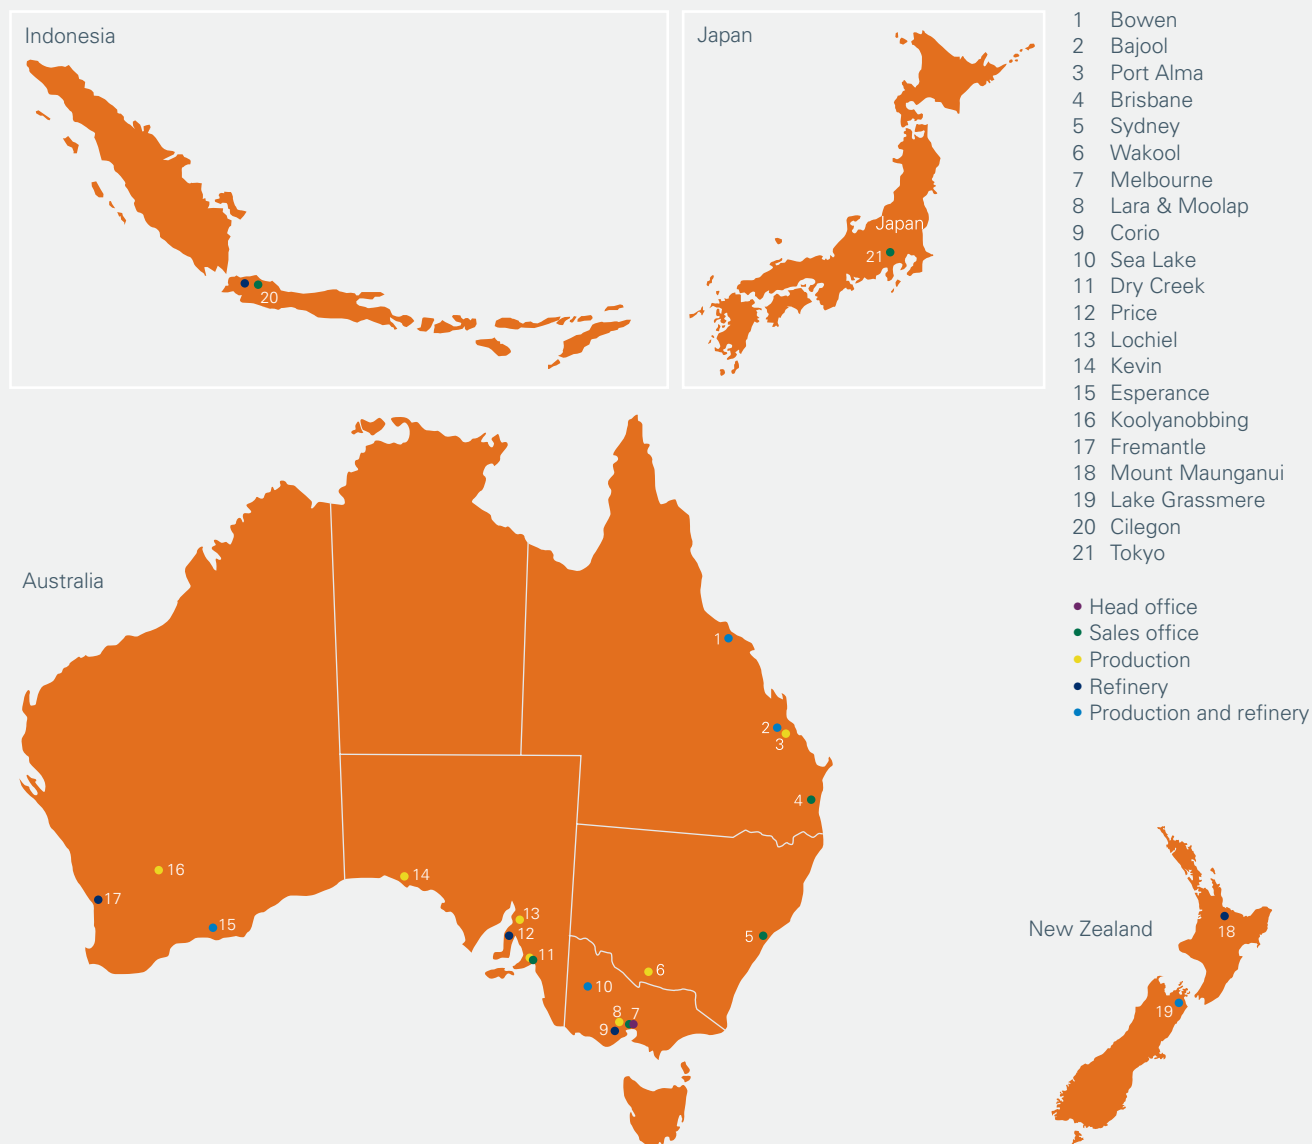 Indonesia
20
Japan
Japan
21
1 Bowen
2 Bajool
3 Port Alma
4 Brisbane
5 Sydney
6 Wakool
7 Melbourne
8 Lara & Moolap
9 Corio
10 Sea Lake
11 Dry Creek
12 Price
13 Lochiel
14 Kevin
15 Esperance
16 Koolyanobbing
17 Fremantle
18 Mount Maunganui
19 Lake Grassmere
20 Cilegon
21 Tokyo
Head office
Sales office
Production
Refinery
Production and refinery
Australia
1
2
3
4
16
14
17
13
15
12
5
11
6
10
8
7
9
New Zealand
18
19